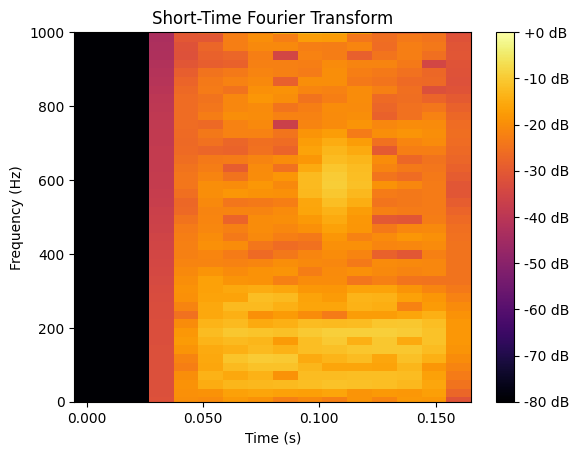 Short-Time Fourier Transform
Frequency (Hz)
1000
800
600
400
200
0
0.000
0.050
0.100
0.150
Time (s)
+0 dB
-10 dB
-20 dB
-30 dB
-40 dB
-50 dB
-60 dB
-70 dB
-80 dB